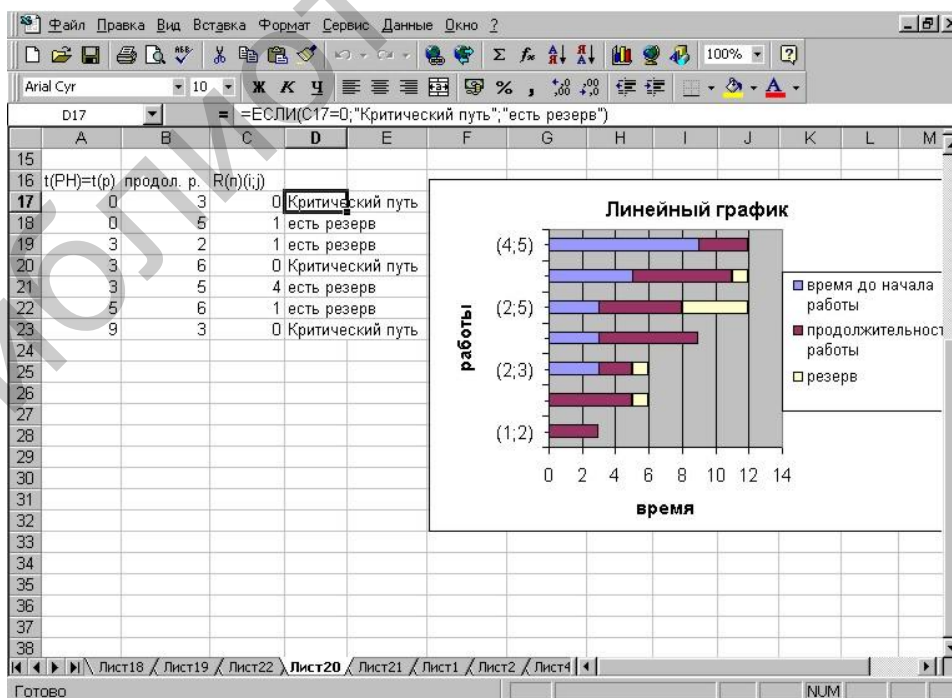 Файл Правка Вид Вставка Формат Сервис Данные Окно ?
100%
Arial Cyr 10 Ж К Ч % ,
D17 = =ЕСЛИ(C17=0;"Критический путь";"есть резерв")
A B C D E F G H I J K L M
15
16 t(РН)=t(р) продол. р. R(п)(i;j)
17 0 3 0 Критический путь
18 0 5 1 есть резерв
19 3 2 1 есть резерв
20 3 6 0 Критический путь
21 3 5 4 есть резерв
22 5 6 1 есть резерв
23 9 3 0 Критический путь
24
25
26
27
28
29
30
31
32
33
34
35
36
37
38
Линейный график
работы
(4;5)
(2;5)
(2;3)
(1;2)
0 2 4 6 8 10 12 14
время
время до начала
работы
продолжительност
работы
резерв
Лист18 Лист19 Лист22 Лист20 Лист21 Лист1 Лист2 Лист4
Готово NUM